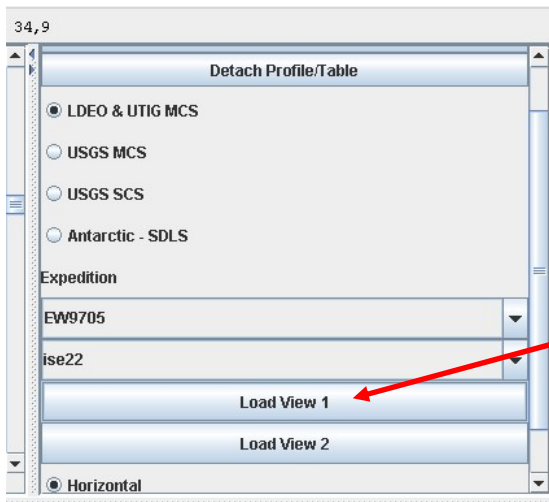 34,9
Detach Profile/Table
LDEO & UTIG MCS
USGS MCS
USGS SCS
Antarctic - SDLS
Expedition
EW9705
ise22
Load View 1
Load View 2
Horizontal